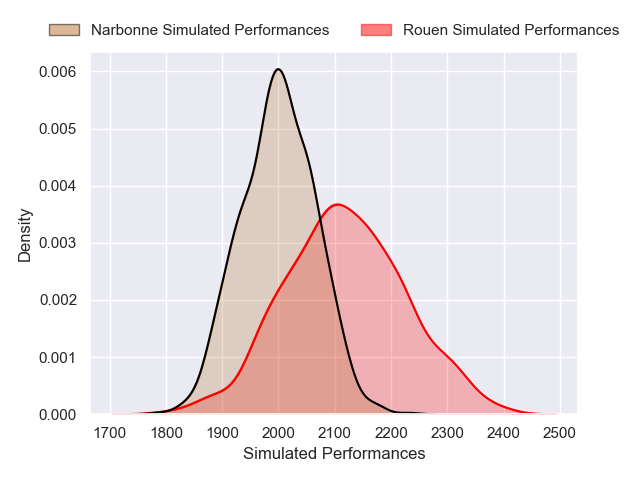 Narbonne Simulated Performances
Rouen Simulated Performances
0.006
0.005
0.004
0.003
0.002
0.001
0.000
Density
1700 1800 1900 2000 2100 2200 2300 2400 2500
Simulated Performances